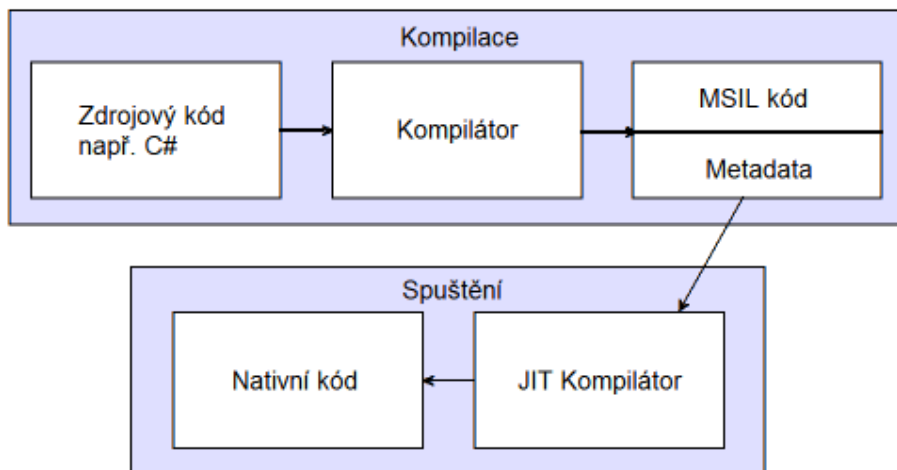 Kompilace
Zdrojový kód
např. C#
Kompilátor
MSIL kód
Metadata
Spuštění
Nativní kód
JIT Kompilátor